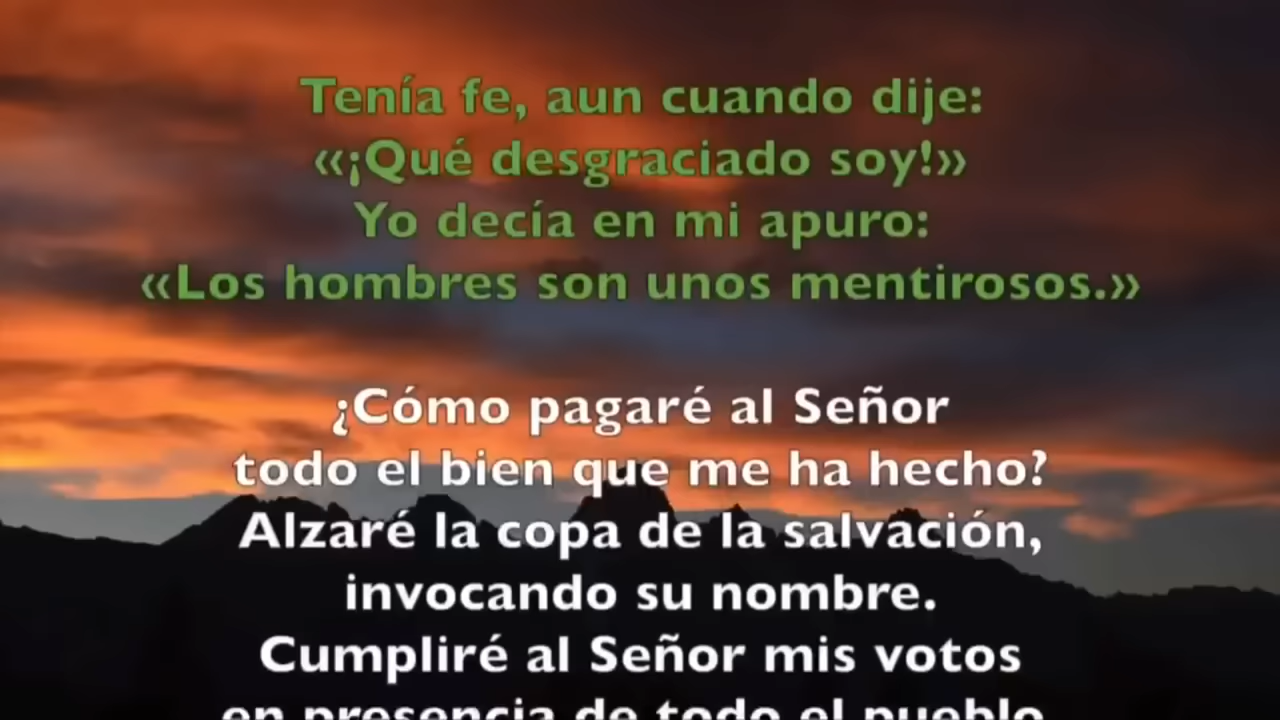 Tenía fe, aun cuando dije:
«¡Qué desgraciado soy!»
Yo decía en mi apuro:
«Los hombres son unos mentirosos.»
¿Cómo pagaré al Señor
todo el bien que me ha hecho?
Alzaré la copa de la salvación,
invocando su nombre.
Cumpliré al Señor mis votos
en presencia de todo el pueblo